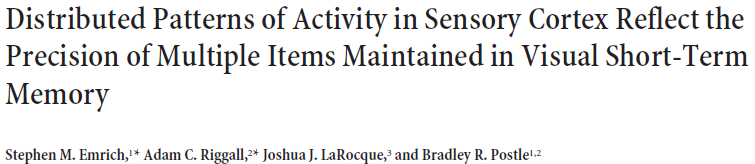 Distributed Patterns of Activity in Sensory Cortex Reflect the
Precision of Multiple Items Maintained in Visual Short-Term
Memory
Stephen M. Emrich,¹* Adam C. Riggall,²* Joshua J. LaRocque,³ and Bradley R. Postle¹,²